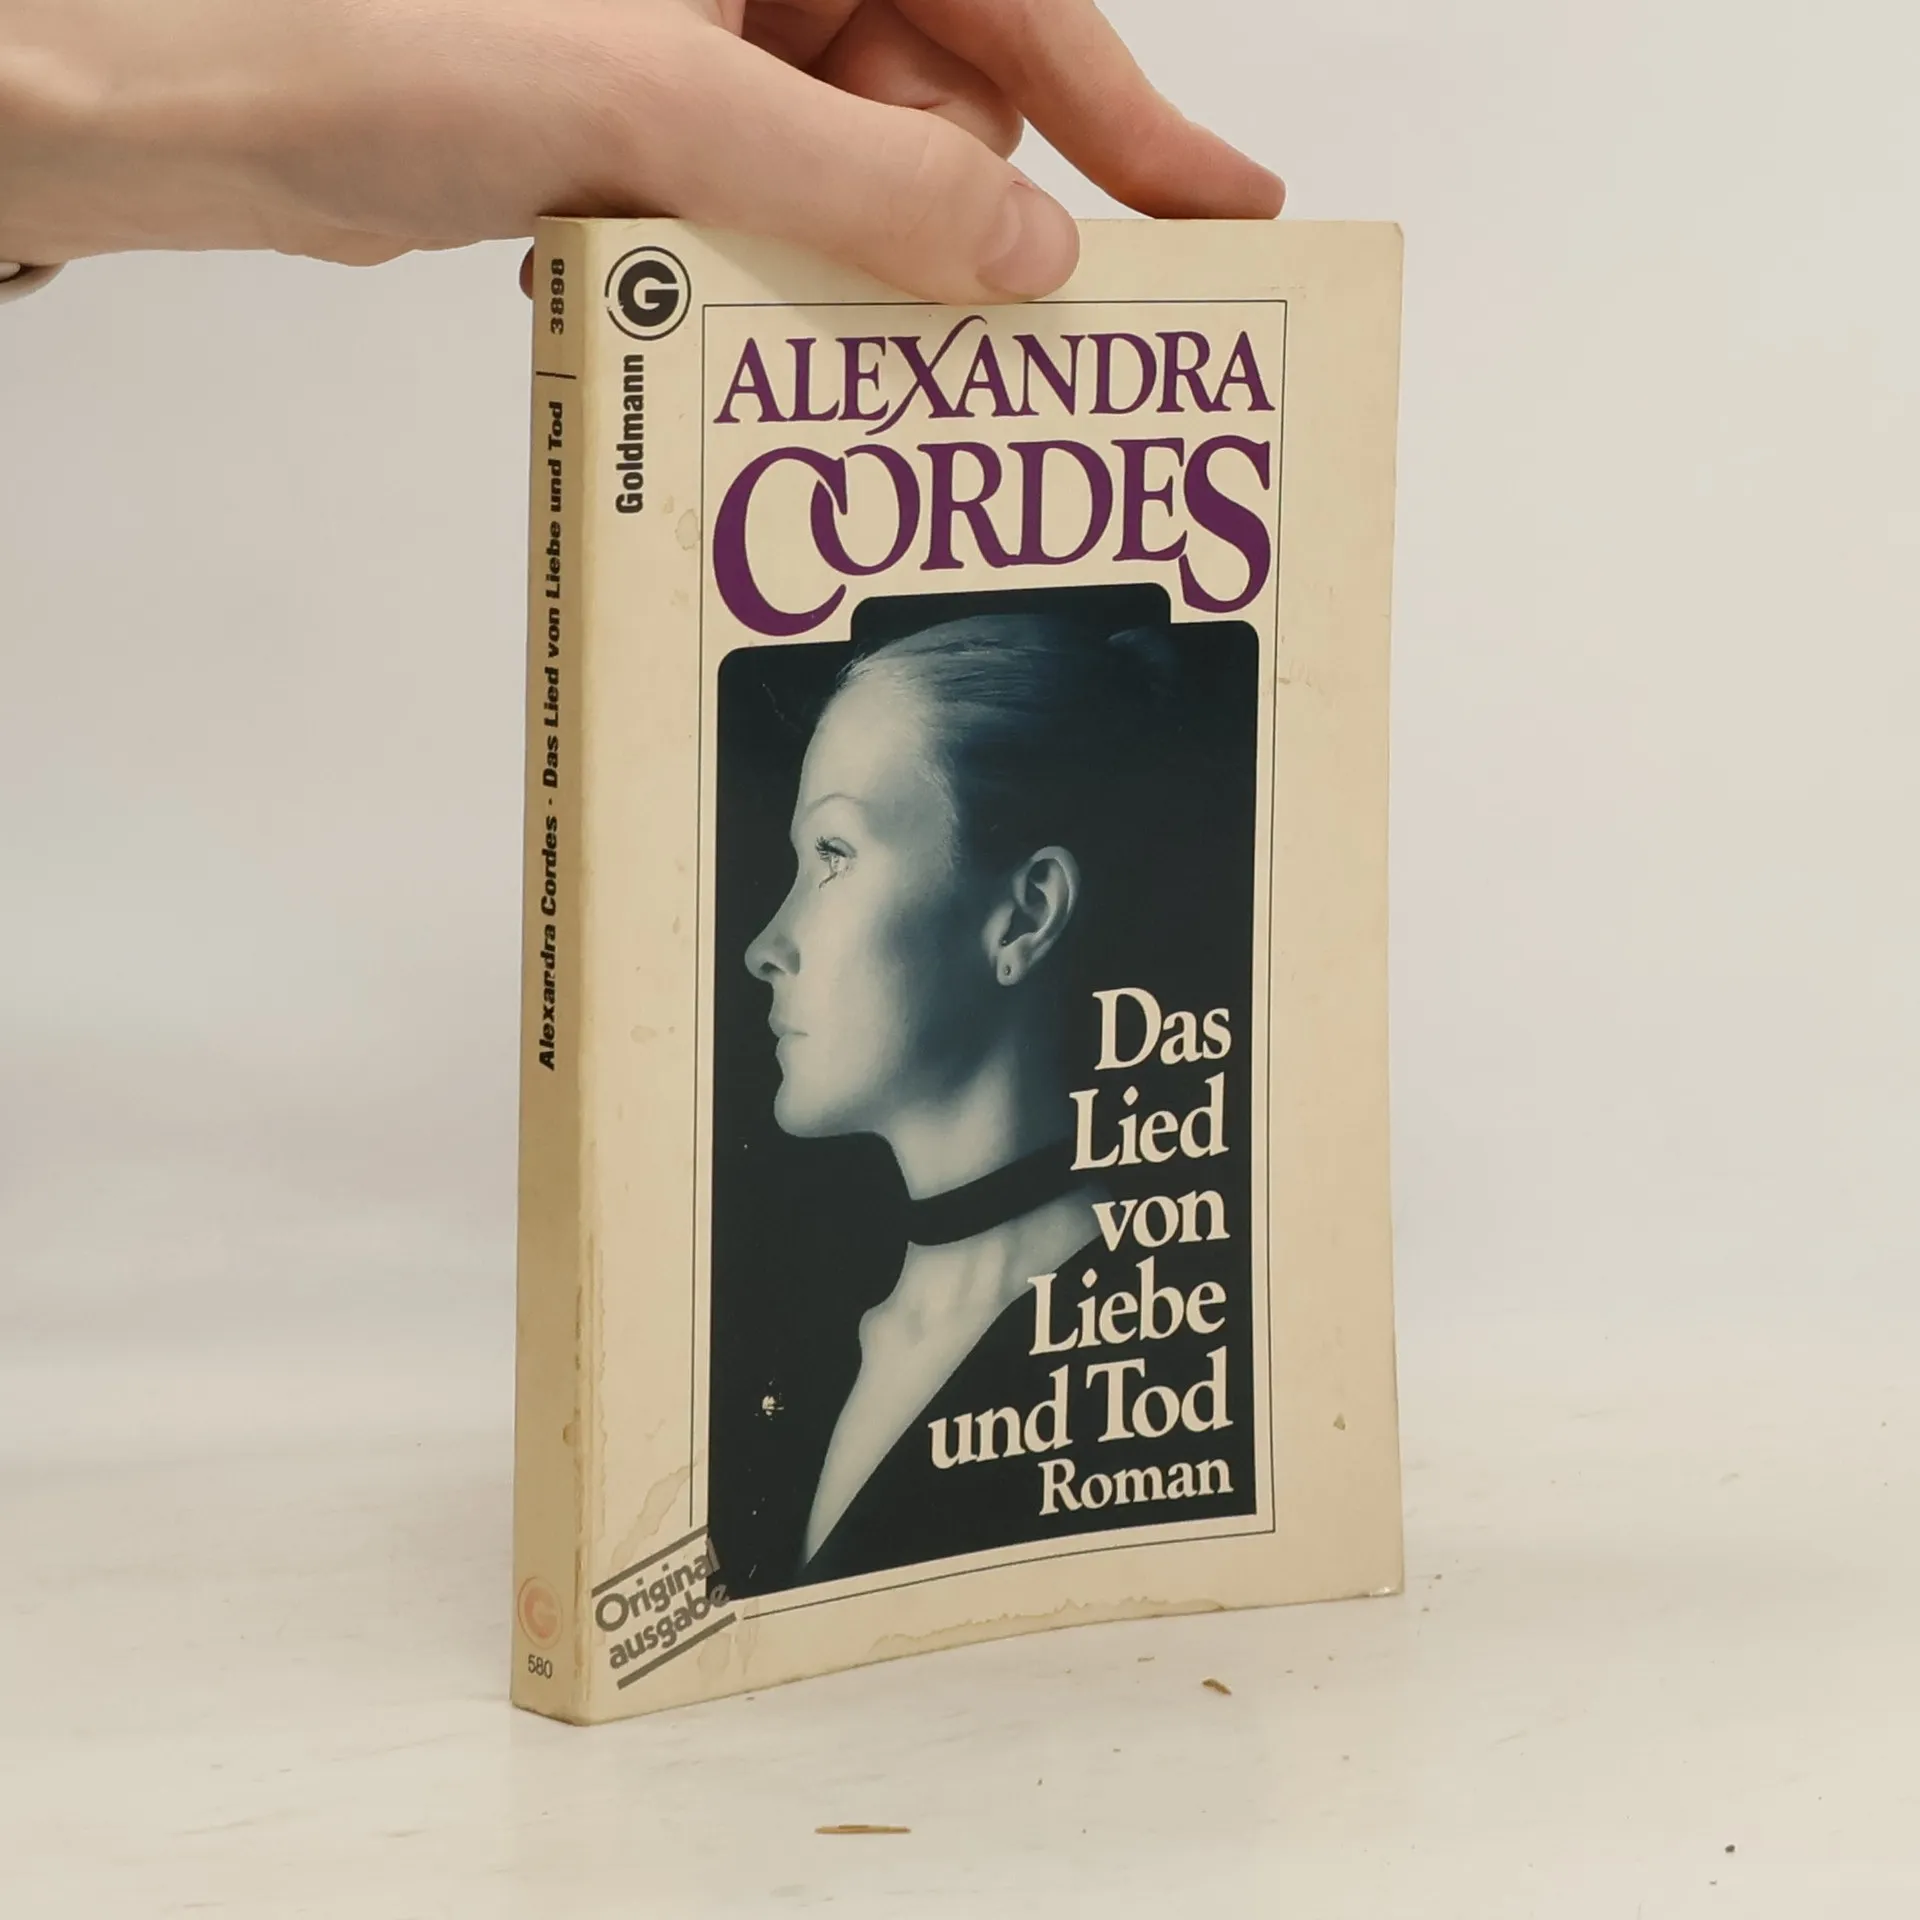 3898
Alexandra Cordes · Das Lied von Liebe und Tod
G
580
G
Goldmann
ALEXANDRA
CORDES
Das
Lied
von
Liebe
und Tod
Roman
Original
ausgabe